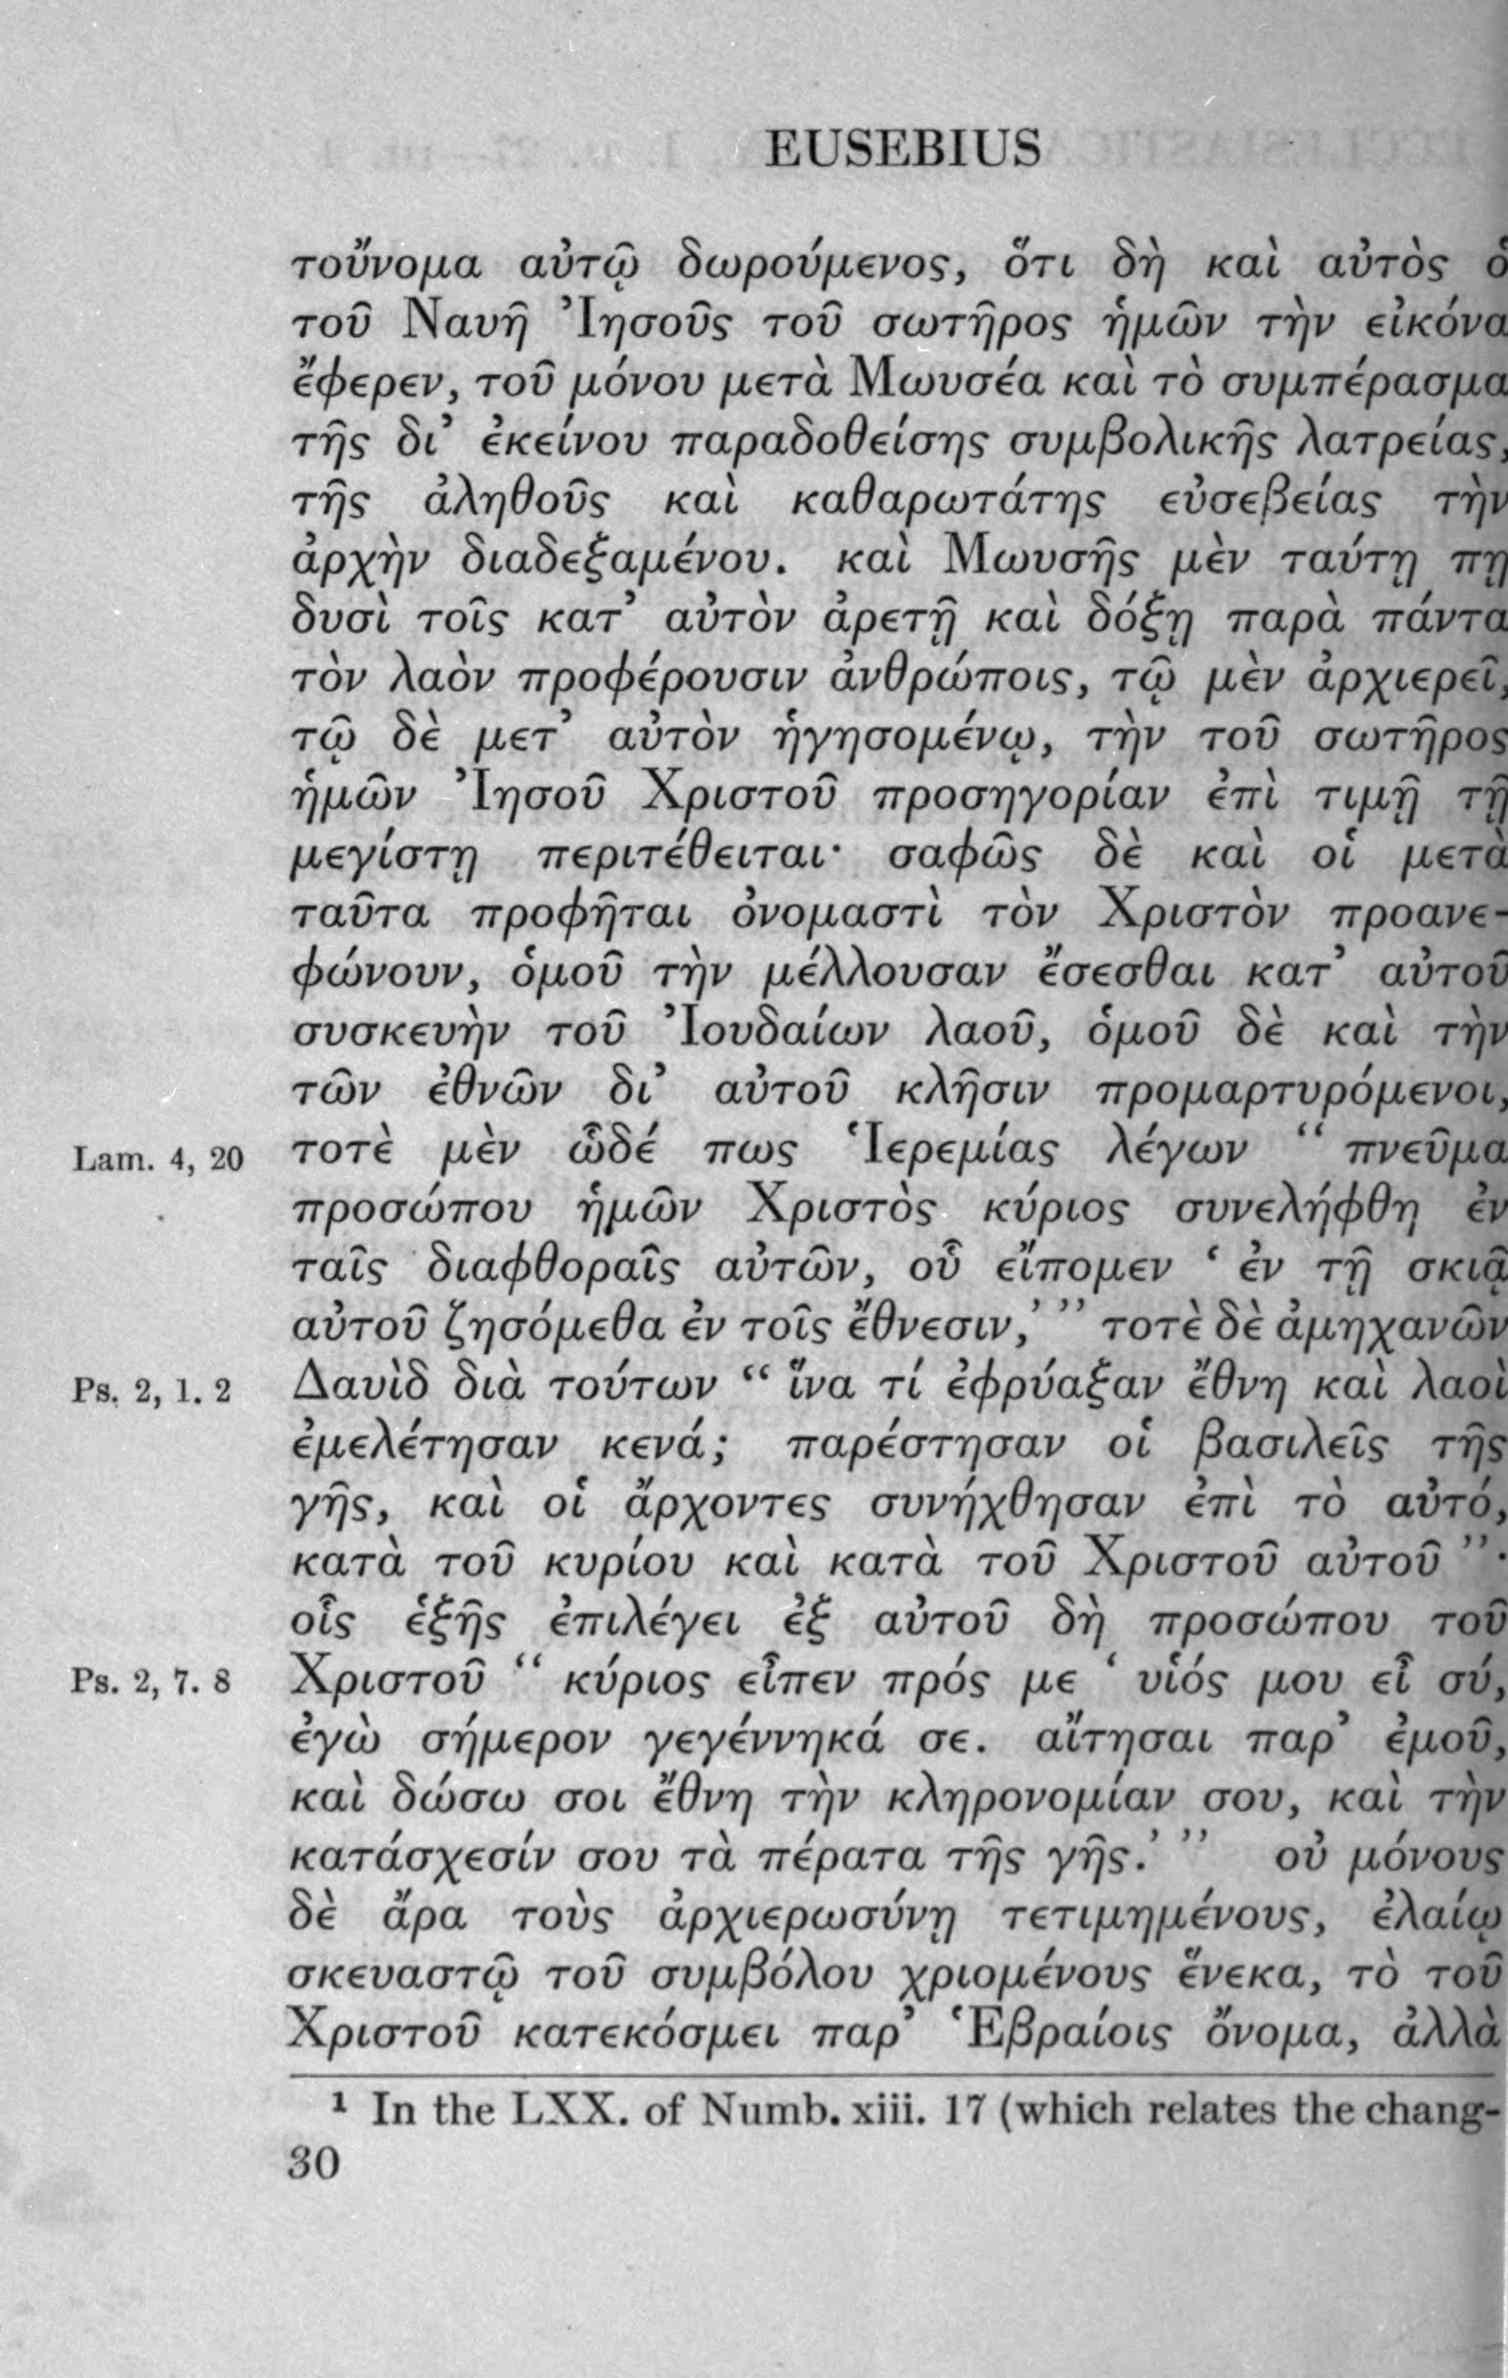 EUSEBIUS
τοὔνομα αὐτῷ δωρούμενος, ὅτι δὴ καὶ αὐτὸς ὁ
τοῦ Ναυῆ Ἰησοῦς τοῦ σωτῆρος ἡμῶν τὴν εἰκόνα
ἔφερεν, τοῦ μόνου μετὰ Μωυσέα καὶ τὸ συμπέρασμα
τῆς δι’ ἐκείνου παραδοθείσης συμβολικῆς λατρείας,
τῆς ἀληθοῦς καὶ καθαρωτάτης εὐσεβείας τὴν
ἀρχὴν διαδεξαμένου. καὶ Μωυσῆς μὲν ταύτῃ πῃ
δυσὶ τοῖς κατ’ αὐτὸν ἀρετῇ καὶ δόξῃ παρὰ πάντα
τὸν λαὸν προφέρουσιν ἀνθρώποις, τῷ μὲν ἀρχιερεῖ,
τῷ δὲ μετ’ αὐτὸν ἡγησομένῳ, τὴν τοῦ σωτῆρος
ἡμῶν Ἰησοῦ Χριστοῦ προσηγορίαν ἐπὶ τιμῇ τῇ
μεγίστῃ περιτέθειται· σαφῶς δὲ καὶ οἱ μετὰ
ταῦτα προφῆται ὀνομαστὶ τὸν Χριστὸν προανε-
φώνουν, ὁμοῦ τὴν μέλλουσαν ἔσεσθαι κατ’ αὐτοῦ
συσκευὴν τοῦ Ἰουδαίων λαοῦ, ὁμοῦ δὲ καὶ τὴν
τῶν ἐθνῶν δι’ αὐτοῦ κλῆσιν προμαρτυρόμενοι,
Lam. 4, 20 τοτὲ μὲν ὧδέ πως Ἱερεμίας λέγων “ πνεῦμα
προσώπου ἡμῶν Χριστὸς κύριος συνελήφθη ἐν
ταῖς διαφθοραῖς αὐτῶν, οὗ εἴπομεν ‘ ἐν τῇ σκιᾷ
αὐτοῦ ζησόμεθα ἐν τοῖς ἔθνεσιν,’ ” τοτὲ δὲ ἀμηχανῶν
Ps. 2, 1. 2 Δαυὶδ διὰ τούτων “ ἵνα τί ἐφρύαξαν ἔθνη καὶ λαοὶ
ἐμελέτησαν κενά; παρέστησαν οἱ βασιλεῖς τῆς
γῆς, καὶ οἱ ἄρχοντες συνήχθησαν ἐπὶ τὸ αὐτό,
κατὰ τοῦ κυρίου καὶ κατὰ τοῦ Χριστοῦ αὐτοῦ ”·
οἷς ἑξῆς ἐπιλέγει ἐξ αὐτοῦ δὴ προσώπου τοῦ
Ps. 2, 7. 8 Χριστοῦ “ κύριος εἶπεν πρός με ‘ υἱός μου εἶ σύ,
ἐγὼ σήμερον γεγέννηκά σε. αἴτησαι παρ’ ἐμοῦ,
καὶ δώσω σοι ἔθνη τὴν κληρονομίαν σου, καὶ τὴν
κατάσχεσίν σου τὰ πέρατα τῆς γῆς.’ ” οὐ μόνους
δὲ ἄρα τοὺς ἀρχιερωσύνῃ τετιμημένους, ἐλαίῳ
σκευαστῷ τοῦ συμβόλου χριομένους ἕνεκα, τὸ τοῦ
Χριστοῦ κατεκόσμει παρ’ Ἑβραίοις ὄνομα, ἀλλὰ
¹ In the LXX. of Numb. xiii. 17 (which relates the chang-
30